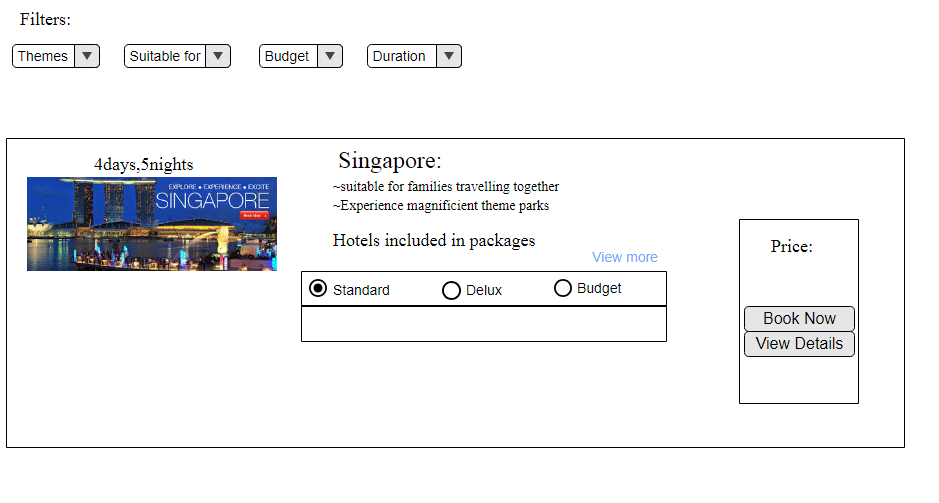 Filters:
Themes
Suitable for
Budget
Duration
4days,5nights
EXPLORE • EXPERIENCE • EXCITE
SINGAPORE
Book Now
Singapore:
~suitable for families travelling together
~Experience magnificient theme parks
Hotels included in packages
View more
Standard
Delux
Budget
Price:
Book Now
View Details